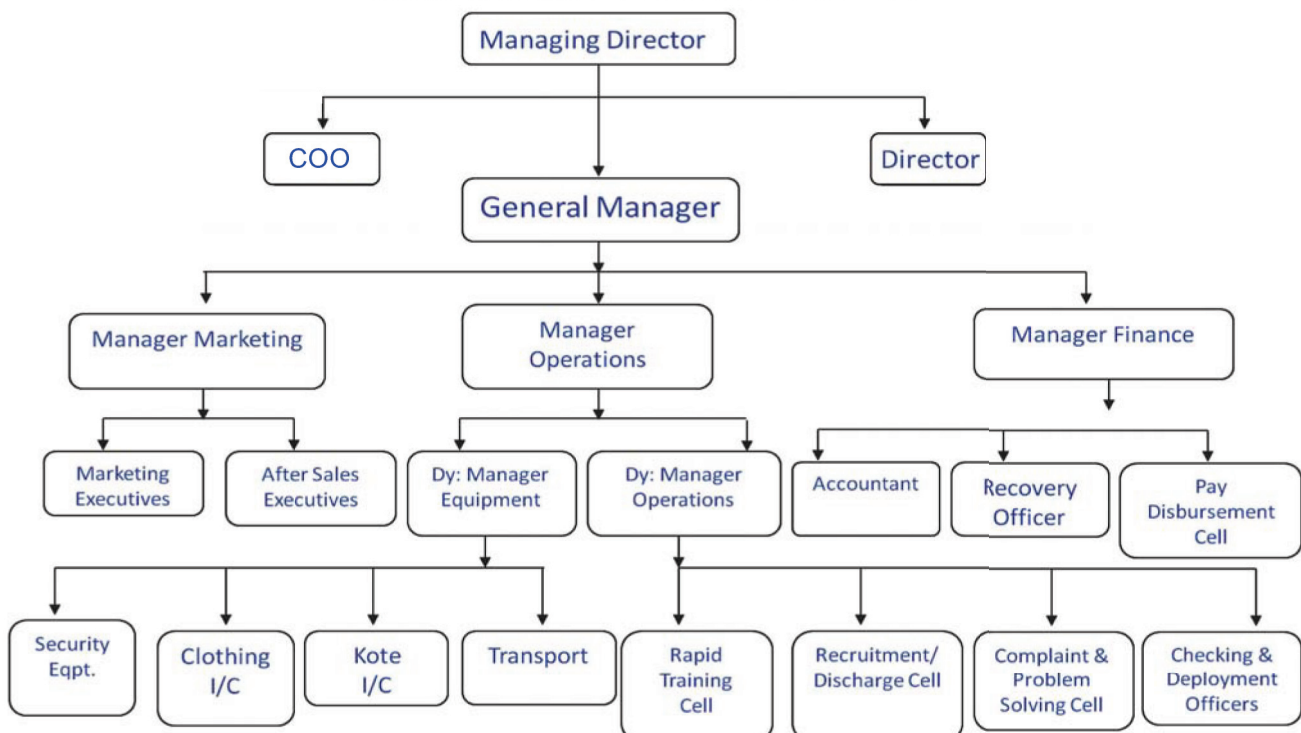 Managing Director
COO
Director
General Manager
Manager Marketing
Manager
Operations
Manager Finance
Marketing
Executives
After Sales
Executives
Dy: Manager
Equipment
Dy: Manager
Operations
Accountant
Recovery
Officer
Pay
Disbursement
Cell
Security
Eqpt.
Clothing
I/C
Kote
I/C
Transport
Rapid
Training
Cell
Recruitment/
Discharge Cell
Complaint &
Problem
Solving Cell
Checking &
Deployment
Officers